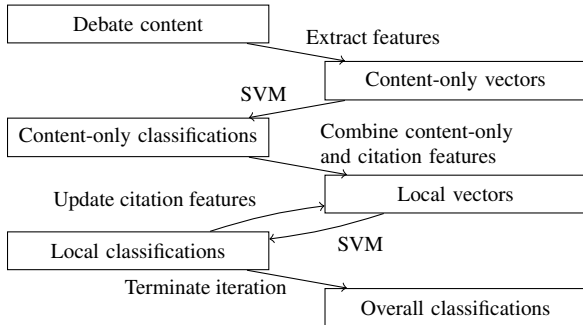 Debate content
Extract features
Content-only vectors
SVM
Content-only classifications
Combine content-only
and citation features
Local vectors
Update citation features
Local classifications
SVM
Terminate iteration
Overall classifications